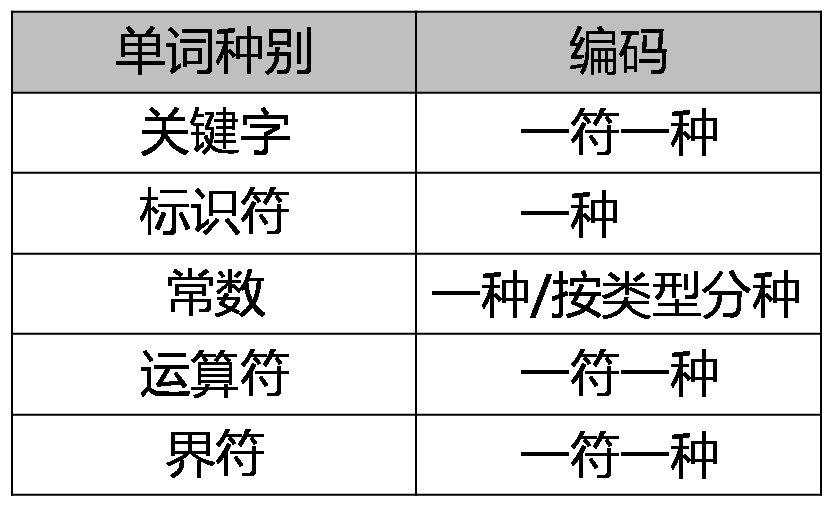 单词种别 编码
关键字 一符一种
标识符 一种
常数 一种/按类型分种
运算符 一符一种
界符 一符一种